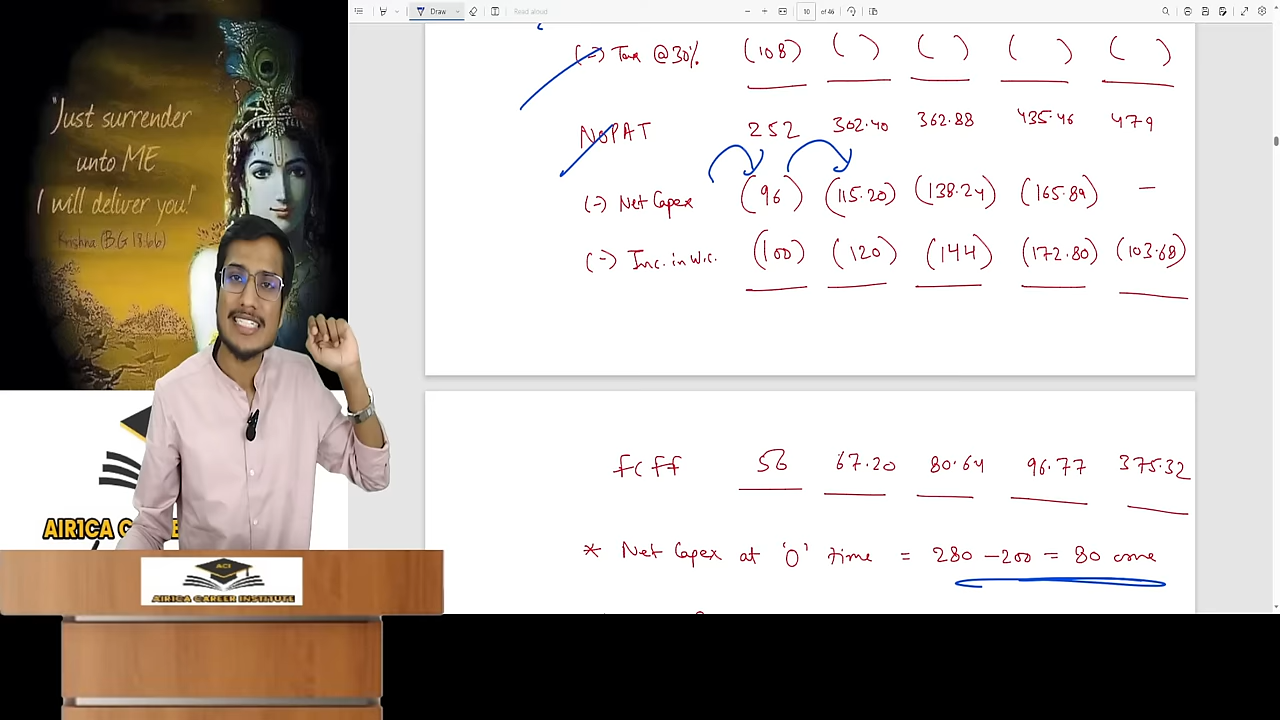 Draw
Read aloud
10 of 46
"Just surrender
unto ME
I will deliver you!"
Krishna (B.G 18:66)
(-) Tax @30% (108) ( ) ( ) ( ) ( )
NOPAT 252 302.40 362.88 435.46 479
(-) Net Capex (96) (115.20) (138.24) (165.89) —
(-) Inc. in w.c. (100) (120) (144) (172.80) (103.68)
fcff 56 67.20 80.64 96.77 375.32
* Net Capex at '0' time = 280 - 200 = 80 crore
AIR1CA C
ACI
AIRICA CAREER INSTITUTE